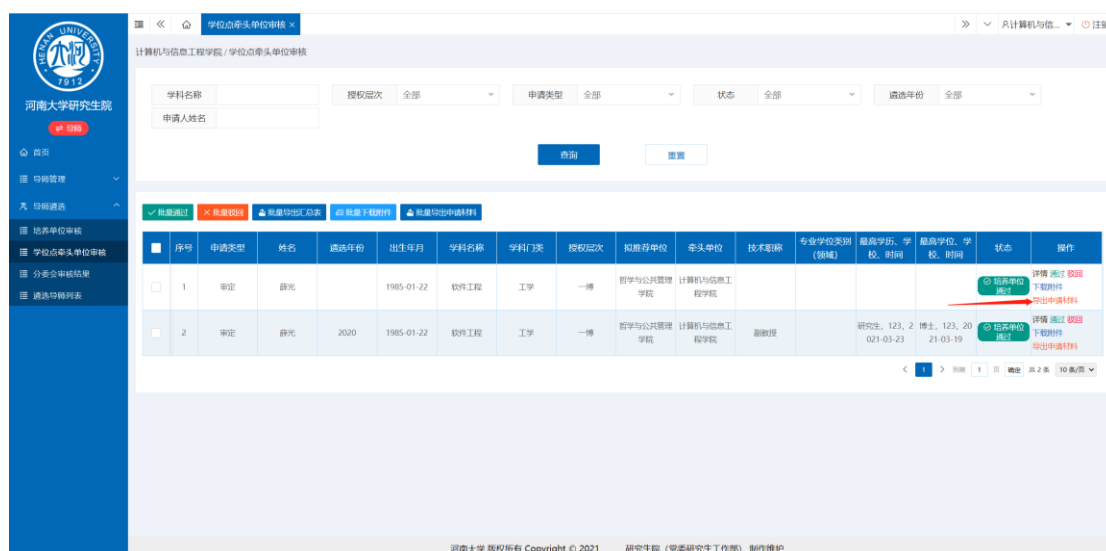 HENAN UNIVERSITY
1912
河南大学研究生院
⇌ 导师
首页
导师管理
导师遴选
培养单位审核
学位点牵头单位审核
分委会审核结果
遴选导师列表
学位点牵头单位审核 ×
计算机与信... 注销
计算机与信息工程学院 / 学位点牵头单位审核
学科名称 授权层次 全部 申请类型 全部 状态 全部 遴选年份 全部
申请人姓名
查询 重置
批量通过 × 批量驳回 批量导出汇总表 批量下载附件 批量导出申请材料
序号 申请类型 姓名 遴选年份 出生年月 学科名称 学科门类 授权层次 拟推荐单位 牵头单位 技术职称 专业学位类别(领域) 最高学历、学校、时间 最高学位、学校、时间 状态 操作
1 审定 薛光 1985-01-22 软件工程 工学 一博 哲学与公共管理学院 计算机与信息工程学院 培养单位通过 详情 通过 驳回
下载附件
导出申请材料
2 审定 薛光 2020 1985-01-22 软件工程 工学 一博 哲学与公共管理学院 计算机与信息工程学院 副教授 研究生, 123, 2021-03-23 博士, 123, 2021-03-19 培养单位通过 详情 通过 驳回
下载附件
导出申请材料
< 1 > 到第 1 页 确定 共 2 条 10 条/页
河南大学 版权所有 Copyright © 2021 研究生院（党委研究生工作部） 制作维护